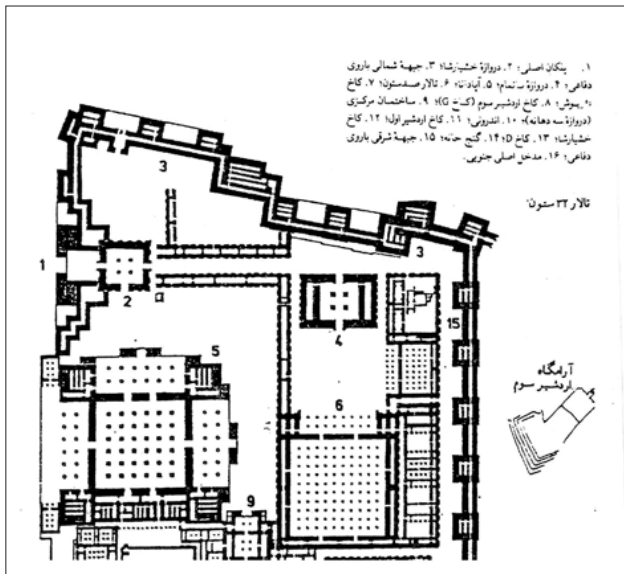 ۱. پلکان اصلی؛ ۲. دروازهٔ خشیارشا؛ ۳. جبههٔ شمالی باروی
دفاعی؛ ۴. دروازهٔ ناتمام؛ ۵. آپادانا؛ ۶. تالار صدستون؛ ۷. کاخ
۸. کاخ اردشیر سوم (کاخ G)؛ ۹. ساختمان مرکزی
(دروازهٔ سه دهانه)؛ ۱۰. اندرونی؛ ۱۱. کاخ اردشیر اول؛ ۱۲. کاخ
خشیارشا؛ ۱۳. کاخ D؛ ۱۴. گنج خانه؛ ۱۵. جبههٔ شرقی باروی
دفاعی؛ ۱۶. مدخل اصلی جنوبی.
تالار ۳۲ ستون
3
1
2
a
3
4
15
5
6
9
آرامگاه
اردشیر سوم